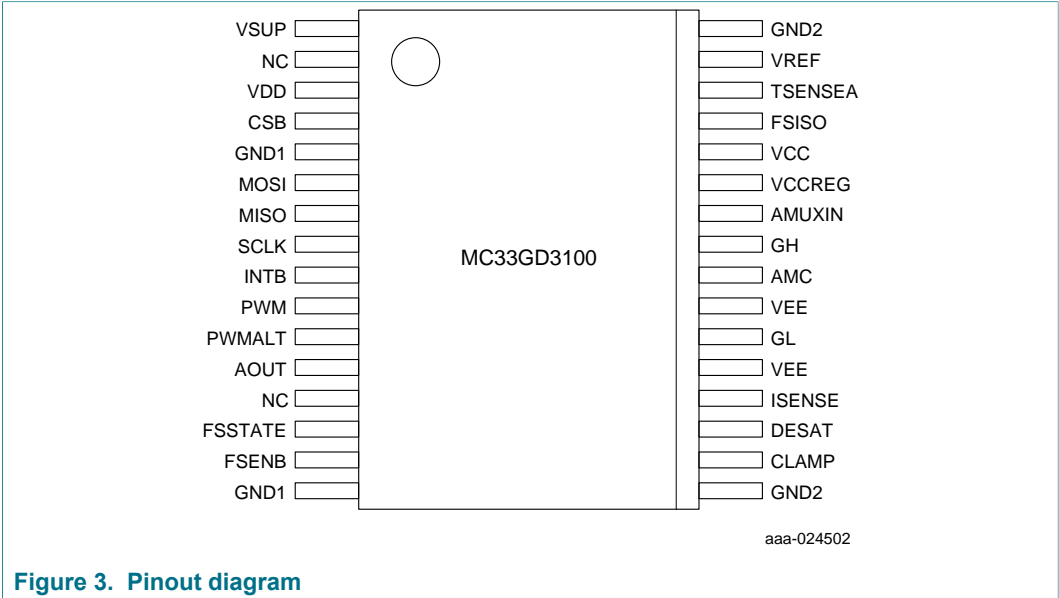 VSUP
NC
VDD
CSB
GND1
MOSI
MISO
SCLK
INTB
PWM
PWMALT
AOUT
NC
FSSTATE
FSENB
GND1
MC33GD3100
GND2
VREF
TSENSEA
FSISO
VCC
VCCREG
AMUXIN
GH
AMC
VEE
GL
VEE
ISENSE
DESAT
CLAMP
GND2
aaa-024502
Figure 3. Pinout diagram